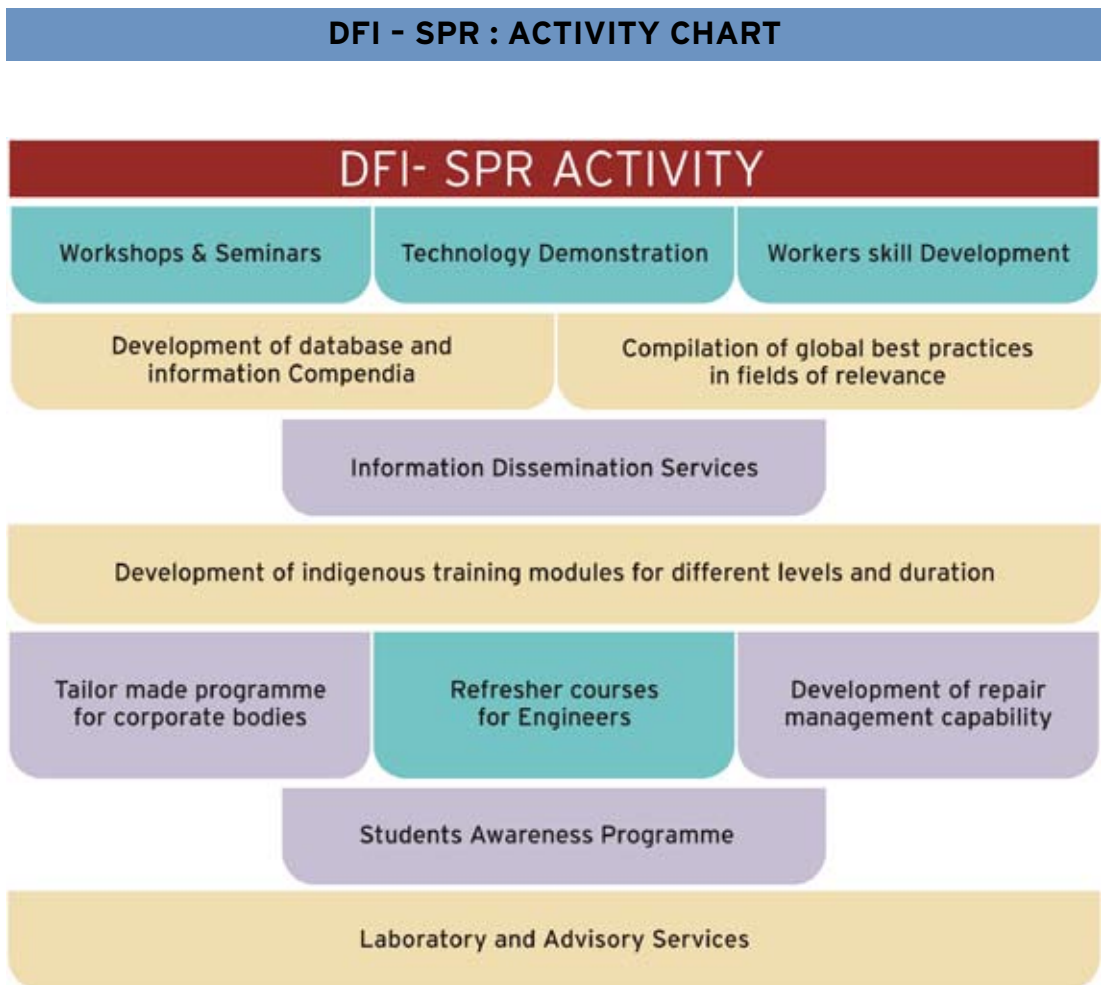 DFI – SPR : ACTIVITY CHART
DFI- SPR ACTIVITY
Workshops & Seminars
Technology Demonstration
Workers skill Development
Development of database and
information Compendia
Compilation of global best practices
in fields of relevance
Information Dissemination Services
Development of indigenous training modules for different levels and duration
Tailor made programme
for corporate bodies
Refresher courses
for Engineers
Development of repair
management capability
Students Awareness Programme
Laboratory and Advisory Services